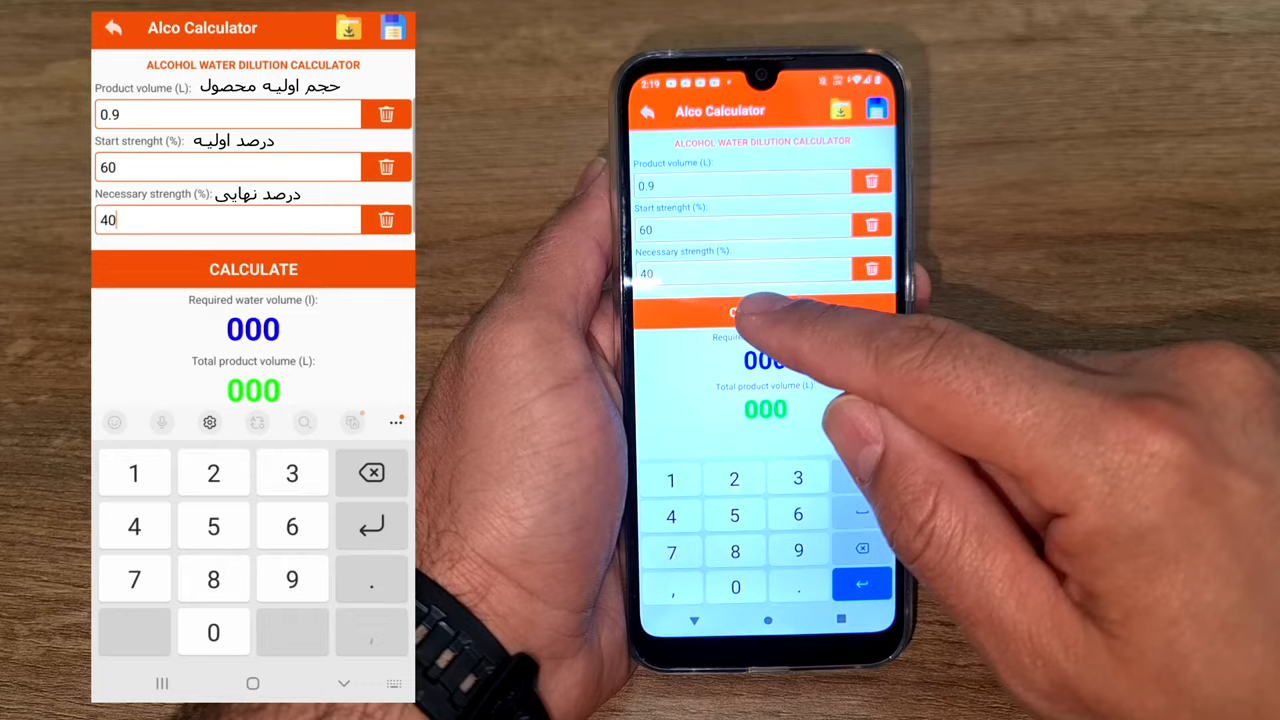 Alco Calculator
ALCOHOL WATER DILUTION CALCULATOR
Product volume (L): حجم اولیه محصول
0.9
Start strenght (%): درصد اولیه
60
Necessary strength (%): درصد نهایی
40
CALCULATE
Required water volume (l):
000
Total product volume (L):
000
1 2 3
4 5 6
7 8 9 .
0 ,
2:19
Alco Calculator
ALCOHOL WATER DILUTION CALCULATOR
Product volume (L):
0.9
Start strenght (%):
60
Necessary strength (%):
40
000
Total product volume (L):
000
1 2 3
4 5 6
7 8 9
, 0 .